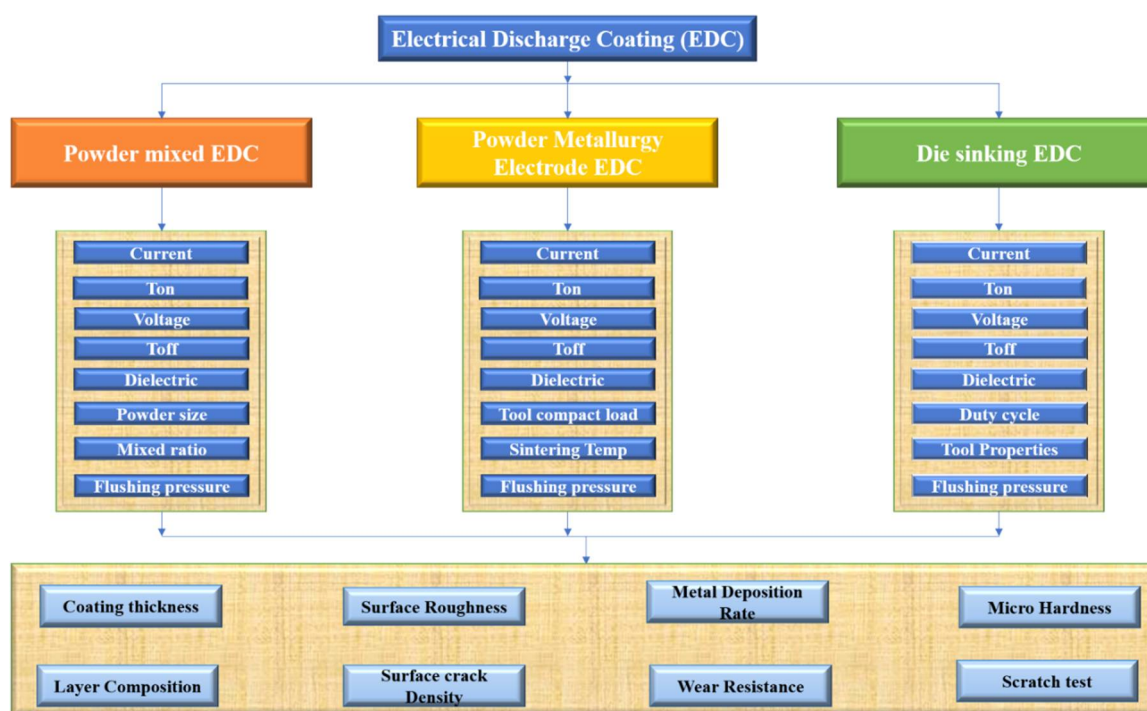 Electrical Discharge Coating (EDC)
Powder mixed EDC
Powder Metallurgy
Electrode EDC
Die sinking EDC
Current
Ton
Voltage
Toff
Dielectric
Powder size
Mixed ratio
Flushing pressure
Current
Ton
Voltage
Toff
Dielectric
Tool compact load
Sintering Temp
Flushing pressure
Current
Ton
Voltage
Toff
Dielectric
Duty cycle
Tool Properties
Flushing pressure
Coating thickness
Surface Roughness
Metal Deposition
Rate
Micro Hardness
Layer Composition
Surface crack
Density
Wear Resistance
Scratch test